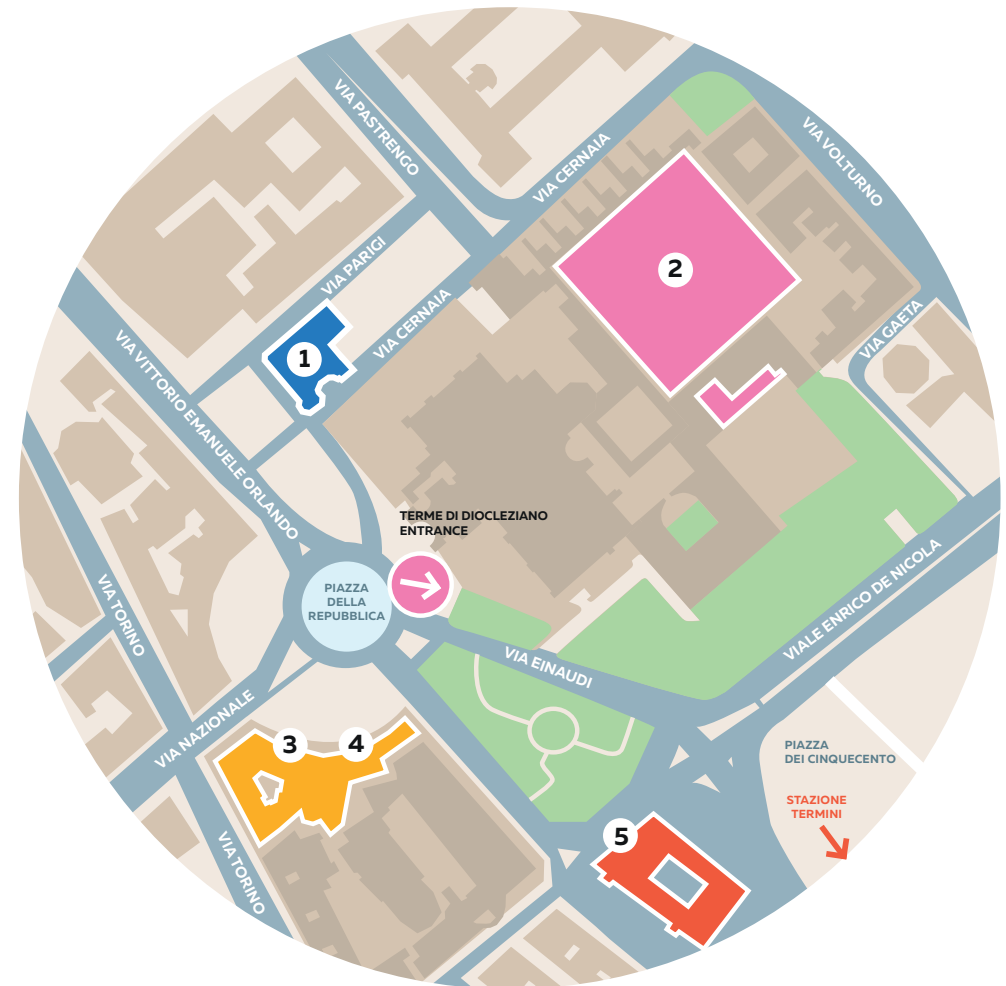 VIA PASTRENGO
VIA CERNAIA
VIA VOLTURNO
VIA PARIGI
2
VIA CERNAIA
VIA GAETA
1
VIA VITTORIO EMANUELE ORLANDO
TERME DI DIOCLEZIANO
ENTRANCE
VIA TORINO
PIAZZA
DELLA
REPUBBLICA
VIALE ENRICO DE NICOLA
VIA EINAUDI
VIA NAZIONALE
3
4
PIAZZA
DEI CINQUECENTO
STAZIONE
TERMINI
5
VIA TORINO